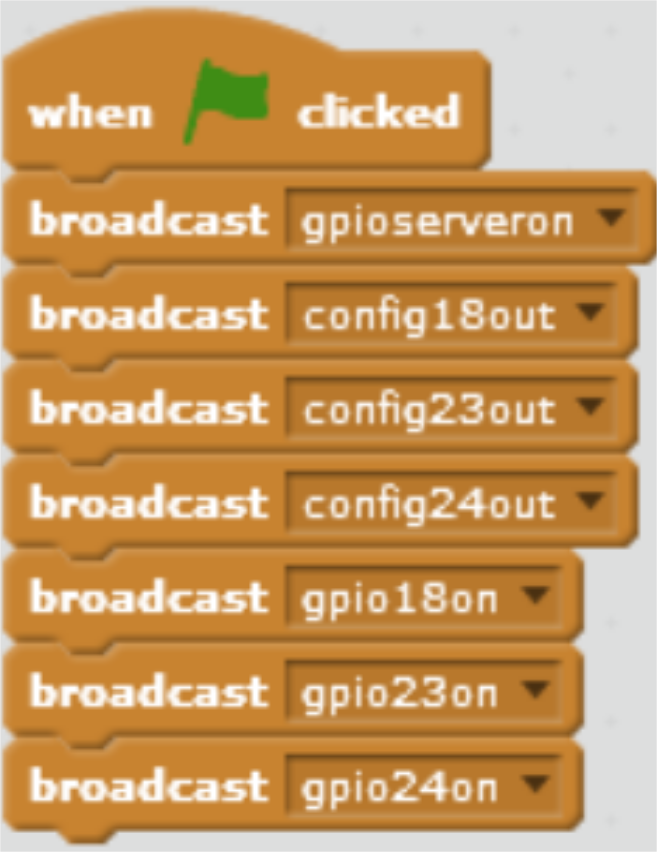 when clicked
broadcast gpioserveron
broadcast config18out
broadcast config23out
broadcast config24out
broadcast gpio18on
broadcast gpio23on
broadcast gpio24on